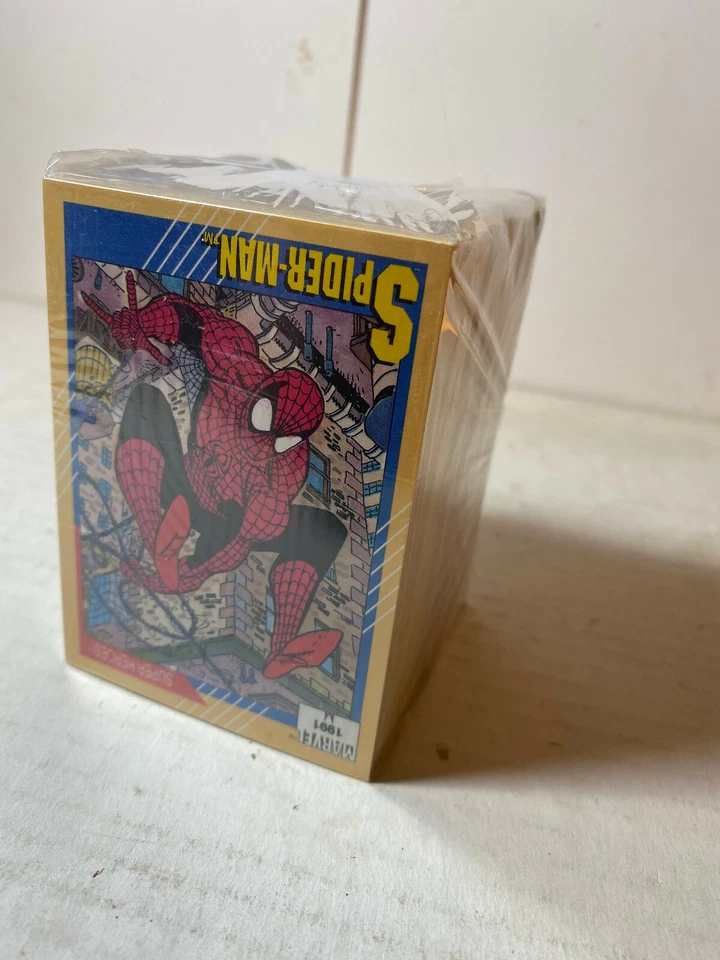 MARVEL
1991
M
SUPER HEROES
SPIDER-MAN™